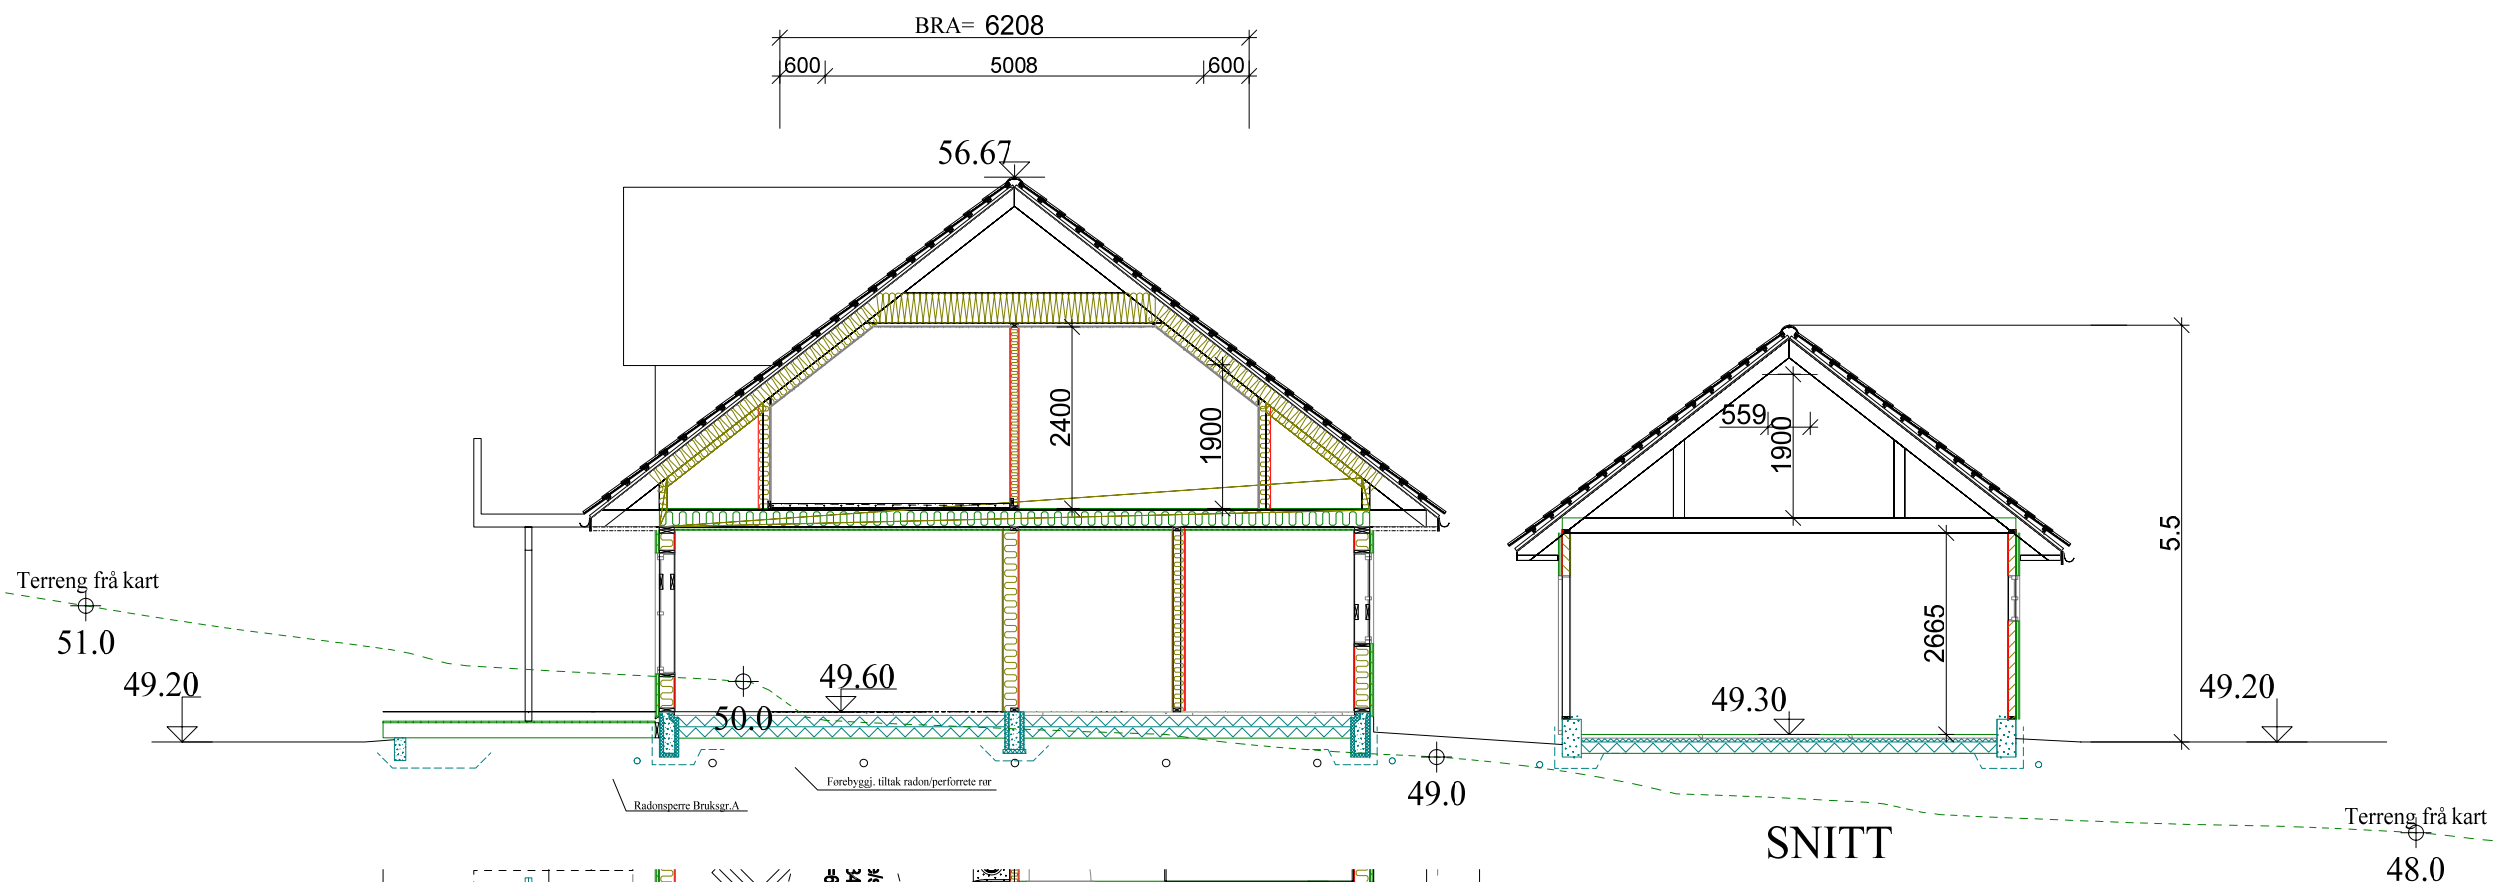 BRA= 6208
600 5008 600
56.67
2400
1900
559
1900
5.5
Terreng frå kart
51.0
2665
49.20
49.60
50.0
49.30
49.20
Førebyggj. tiltak radon/perforrete rør
Radonsperre Bruksgr.A
49.0
Terreng frå kart
SNITT
48.0